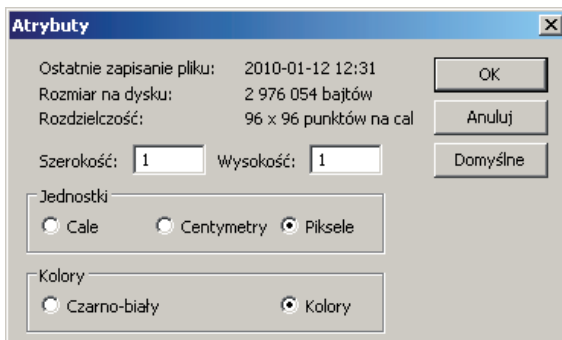 Atrybuty
Ostatnie zapisanie pliku: 2010-01-12 12:31 OK
Rozmiar na dysku: 2 976 054 bajtów
Rozdzielczość: 96 x 96 punktów na cal Anuluj
Szerokość: 1 Wysokość: 1 Domyślne
Jednostki
Cale Centymetry Piksele
Kolory
Czarno-biały Kolory